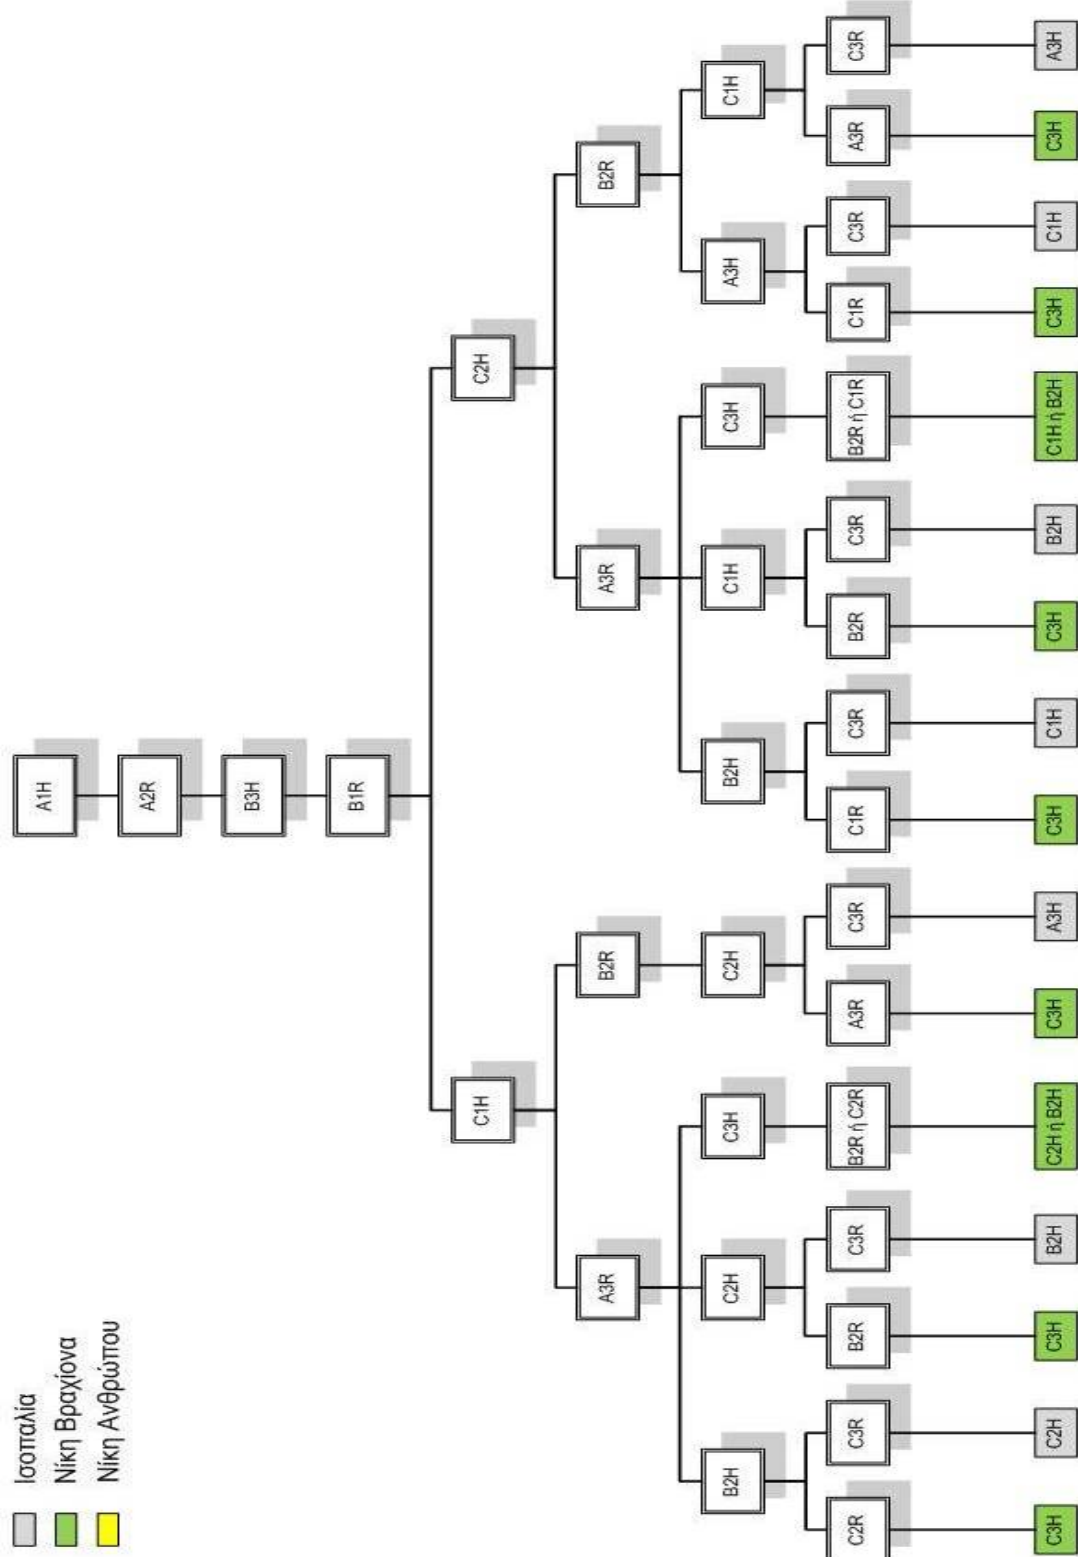 Ισοπαλία
Νίκη Βραχίονα
Νίκη Ανθρώπου
A1H
A2R
B3H
B1R
C1H
C2H
A3R
B2R
A3R
B2R
B2H
C2H
C3H
C2H
B2H
C1H
C3H
A3H
C1H
C2R
C3R
B2R
C3R
B2R ή C2R
A3R
C3R
C1R
C3R
B2R
C3R
B2R ή C1R
C1R
C3R
A3R
C3R
C3H
C2H
C3H
B2H
C2H ή B2H
C3H
A3H
C3H
C1H
C3H
B2H
C1H ή B2H
C3H
C1H
C3H
A3H